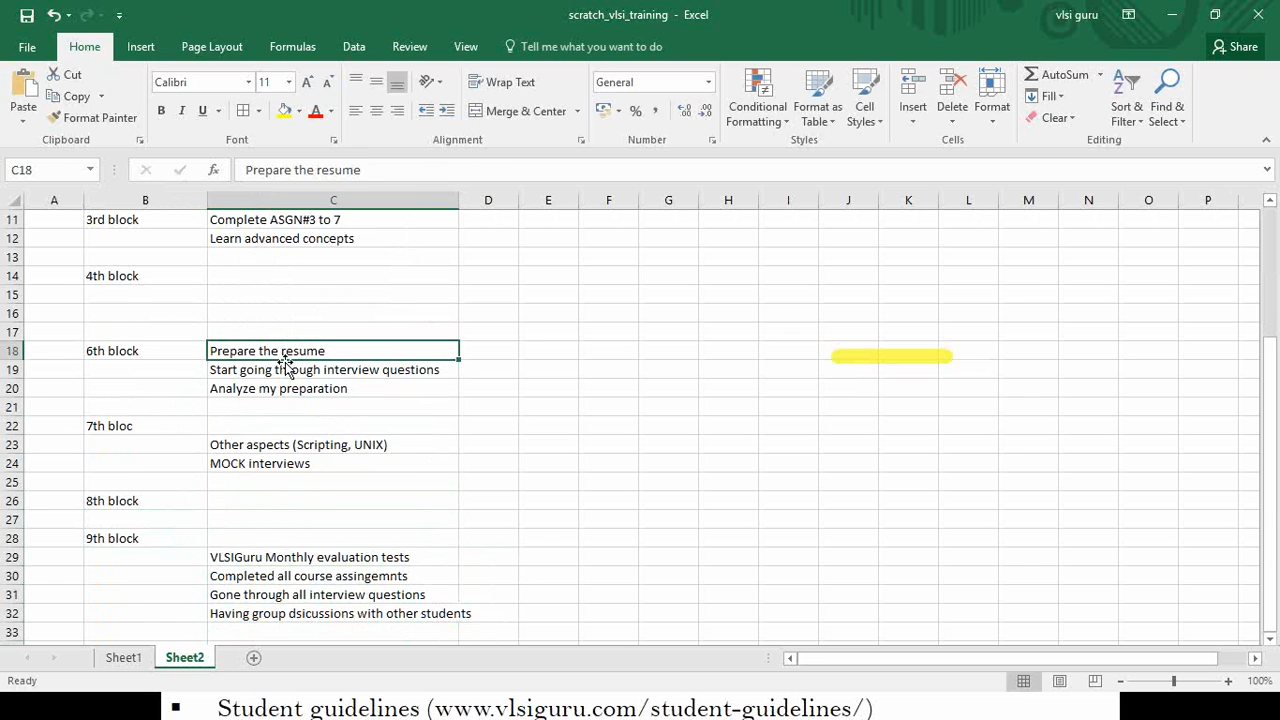 scratch_vlsi_training - Excel
vlsi guru
File Home Insert Page Layout Formulas Data Review View Tell me what you want to do Share
Paste
Cut
Copy
Format Painter
Clipboard
Calibri 11
B I U
Font
Wrap Text
Merge & Center
Alignment
General
Number
Conditional Formatting
Format as Table
Cell Styles
Styles
Insert Delete Format
Cells
AutoSum
Fill
Clear
Sort & Filter
Find & Select
Editing
C18 fx Prepare the resume
A B C D E F G H I J K L M N O P
11 3rd block Complete ASGN#3 to 7
12 Learn advanced concepts
13
14 4th block
15
16
17
18 6th block Prepare the resume
19 Start going through interview questions
20 Analyze my preparation
21
22 7th bloc
23 Other aspects (Scripting, UNIX)
24 MOCK interviews
25
26 8th block
27
28 9th block
29 VLSIGuru Monthly evaluation tests
30 Completed all course assingemnts
31 Gone through all interview questions
32 Having group dsicussions with other students
33
Sheet1 Sheet2
Ready 100%
▪ Student guidelines (www.vlsiguru.com/student-guidelines/)